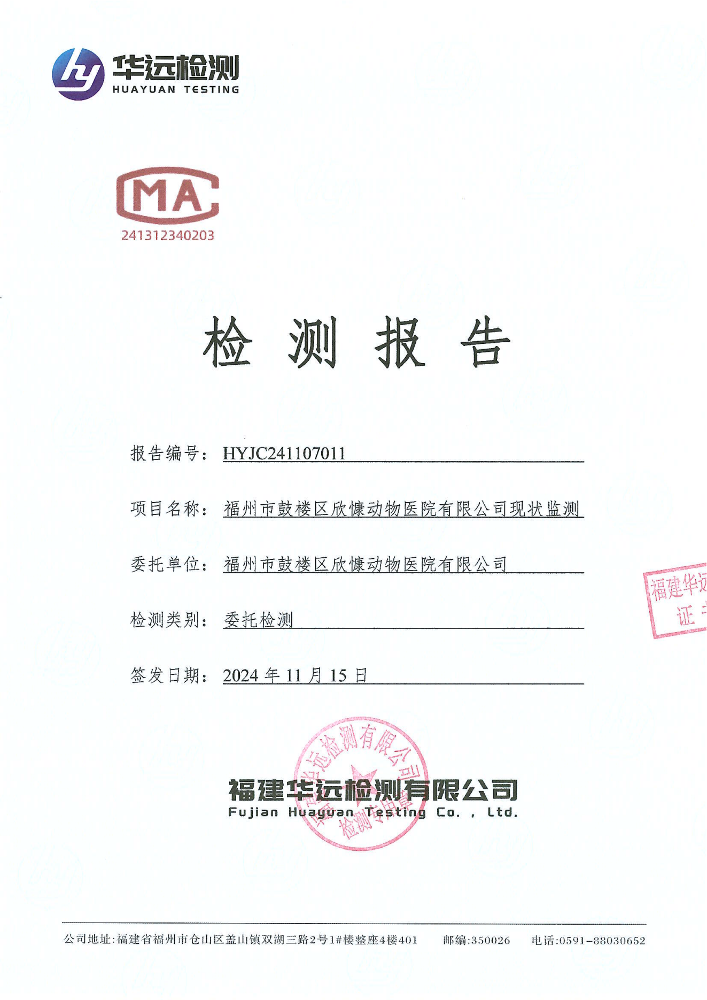 hy 华远检测
HUAYUAN TESTING
MA
241312340203
检测报告
报告编号：HYJC241107011
项目名称：福州市鼓楼区欣慷动物医院有限公司现状监测
委托单位：福州市鼓楼区欣慷动物医院有限公司
福建华远
证
检测类别：委托检测
签发日期：2024 年 11 月 15 日
福建华远检测有限公司
检测专用章
福建华远检测有限公司
Fujian Huayuan Testing Co. , Ltd.
公司地址:福建省福州市仓山区盖山镇双湖三路2号1#楼整座4楼401 邮编:350026 电话:0591-88030652